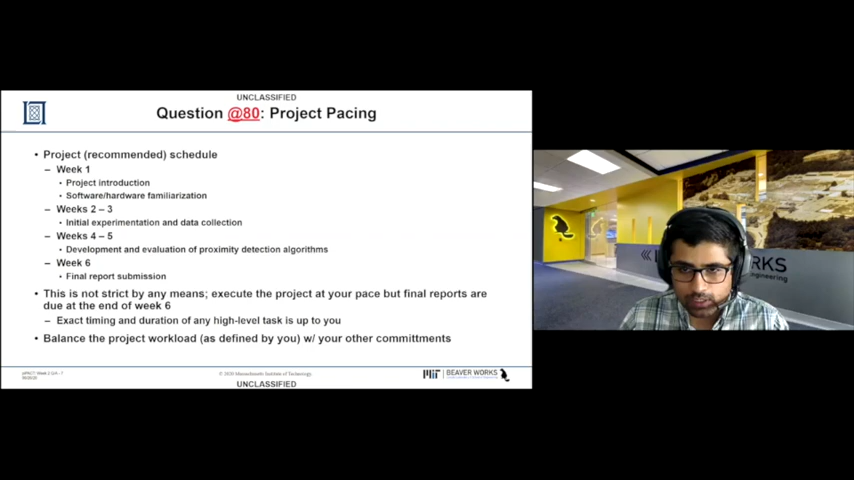 UNCLASSIFIED
Question @80: Project Pacing
• Project (recommended) schedule
– Week 1
• Project introduction
• Software/hardware familiarization
– Weeks 2 – 3
• Initial experimentation and data collection
– Weeks 4 – 5
• Development and evaluation of proximity detection algorithms
– Week 6
• Final report submission
• This is not strict by any means; execute the project at your pace but final reports are
due at the end of week 6
– Exact timing and duration of any high-level task is up to you
• Balance the project workload (as defined by you) w/ your other committments
© 2020 Massachusetts Institute of Technology
MIT BEAVER WORKS
UNCLASSIFIED
RKS
gineering